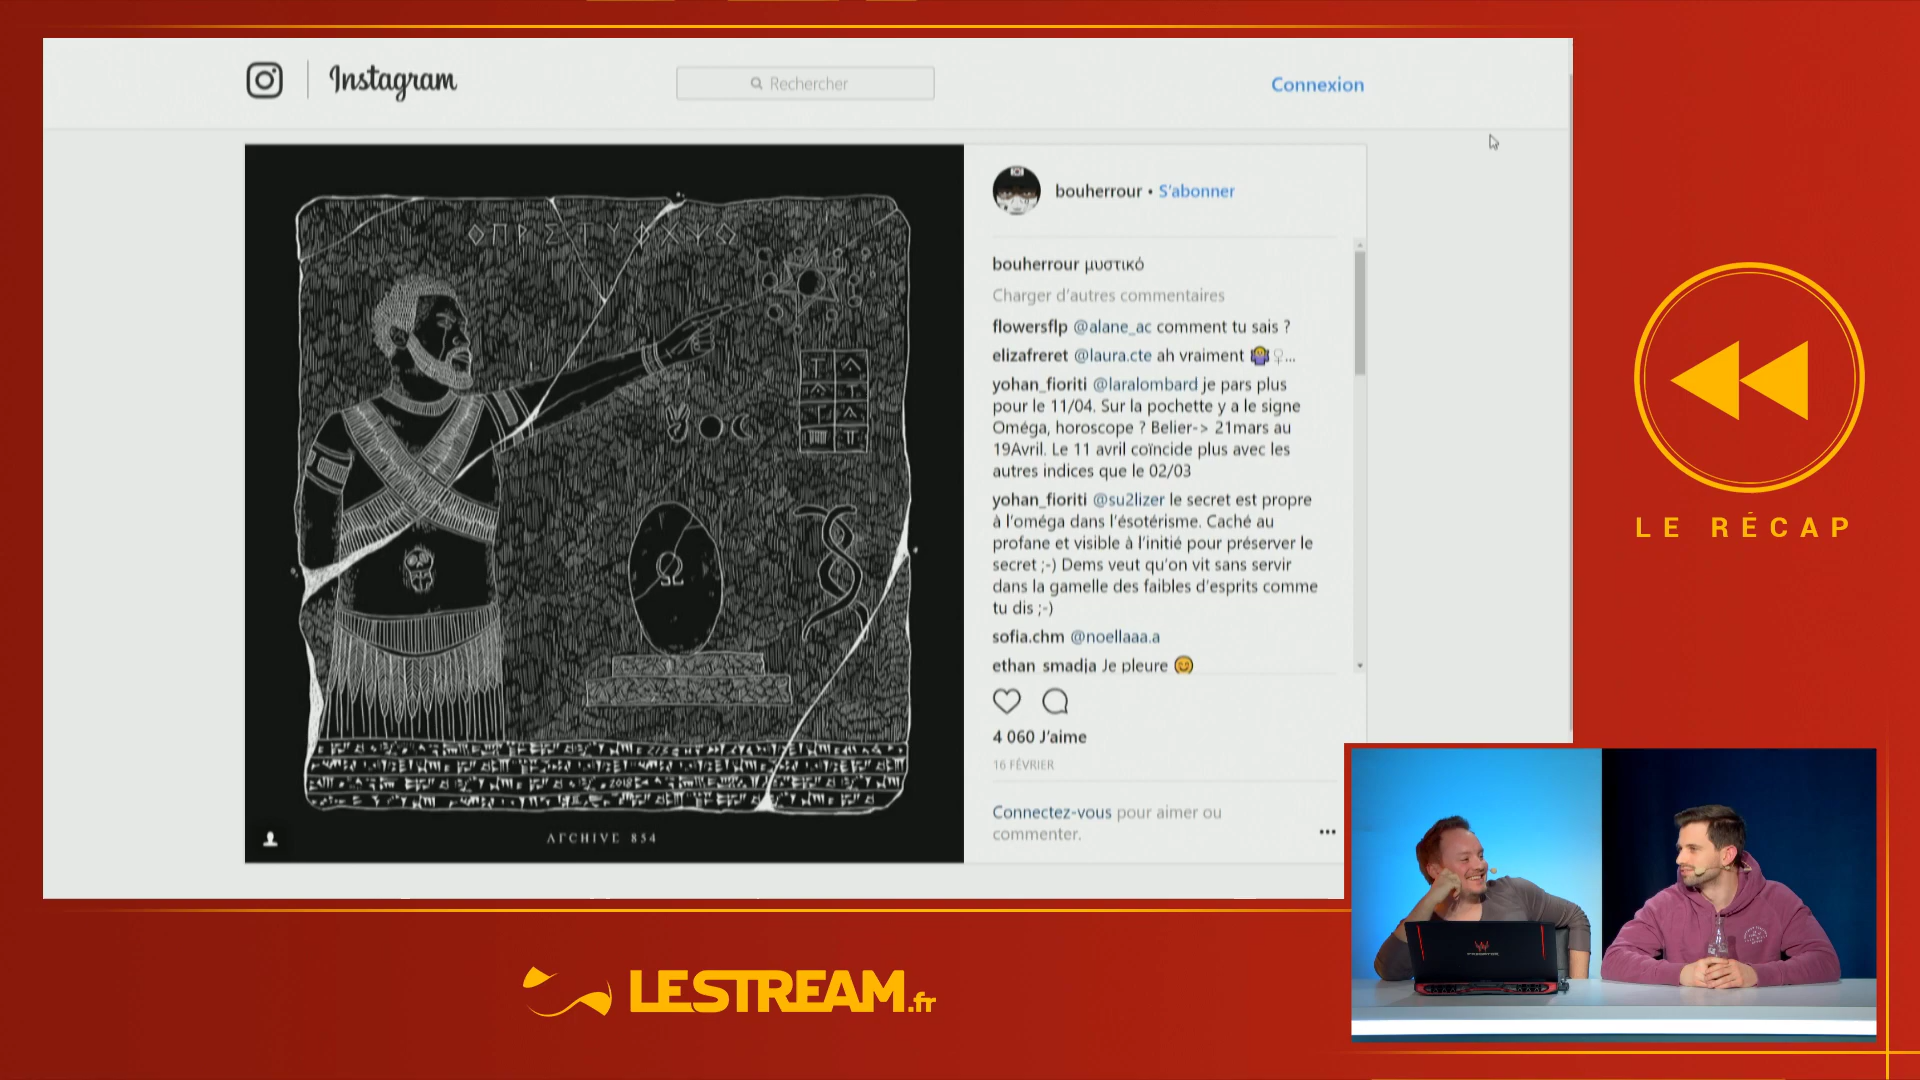 Instagram
Rechercher
Connexion
bouherrour • S'abonner
bouherrour μυστικό
Charger d'autres commentaires
flowersflp @alane_ac comment tu sais ?
elizafreret @laura.cte ah vraiment 🤷♀...
yohan_fioriti @laralombard je pars plus
pour le 11/04. Sur la pochette y a le signe
Oméga, horoscope ? Belier-> 21mars au
19Avril. Le 11 avril coïncide plus avec les
autres indices que le 02/03
yohan_fioriti @su2lizer le secret est propre
à l'oméga dans l'ésotérisme. Caché au
profane et visible à l'initié pour préserver le
secret ;-) Dems veut qu'on vit sans servir
dans la gamelle des faibles d'esprits comme
tu dis ;-)
sofia.chm @noellaaa.a
ethan_smadja Je pleure 😊
4 060 J'aime
16 FÉVRIER
Connectez-vous pour aimer ou
commenter.
Ω
2018
ARCHIVE 854
LE RÉCAP
LESTREAM.fr
PREDATOR